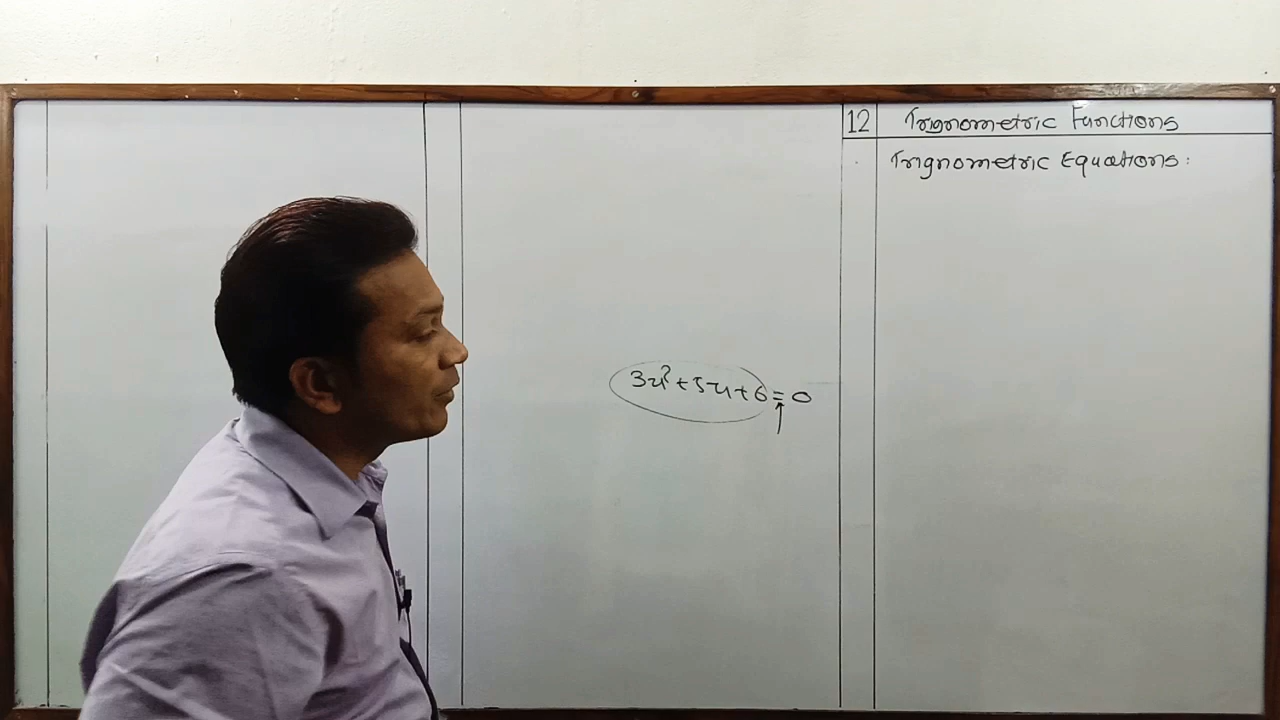 12 Trignometric Functions
Trignometric Equations:
3x² + 5x + 6 = 0